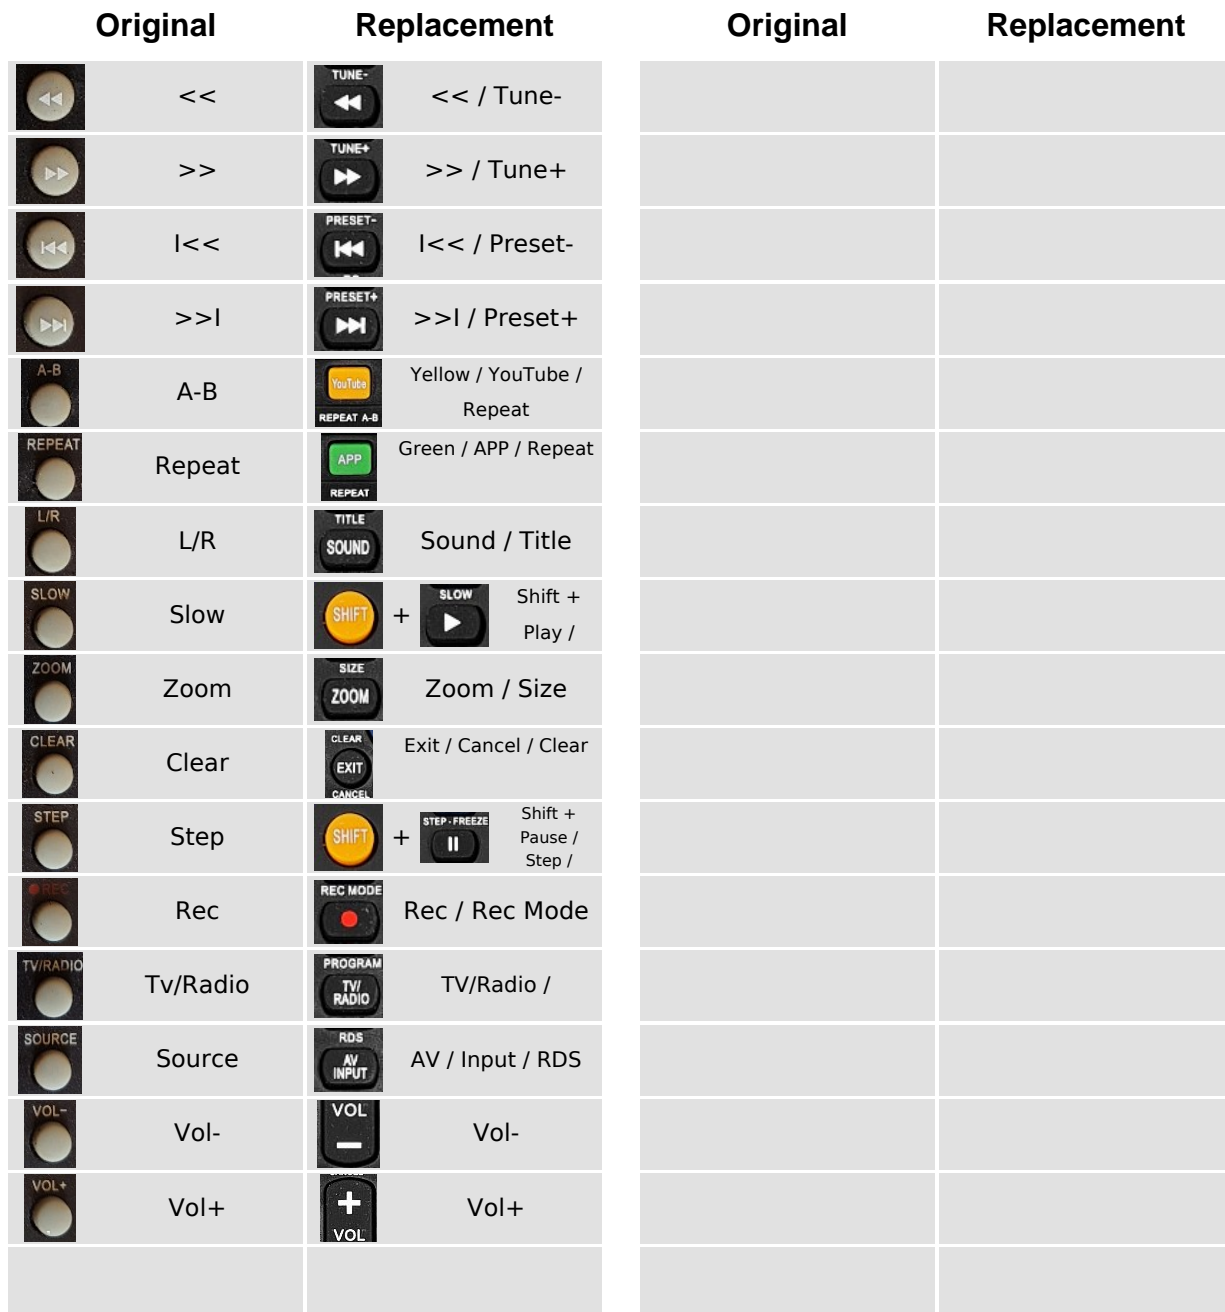 Original Replacement Original Replacement
<< TUNE- << / Tune-
>> TUNE+ >> / Tune+
I<< PRESET- I<< / Preset-
>>I PRESET+ >>I / Preset+
A-B A-B YouTube REPEAT A-B Yellow / YouTube /
Repeat
REPEAT Repeat APP REPEAT Green / APP / Repeat
L/R L/R TITLE SOUND Sound / Title
SLOW Slow SHIFT + SLOW Shift +
Play /
ZOOM Zoom SIZE ZOOM Zoom / Size
CLEAR Clear CLEAR EXIT CANCEL Exit / Cancel / Clear
STEP Step SHIFT + STEP-FREEZE Shift +
Pause /
Step /
REC Rec REC MODE Rec / Rec Mode
TV/RADIO Tv/Radio PROGRAM TV/ RADIO TV/Radio /
SOURCE Source RDS AV INPUT AV / Input / RDS
VOL- Vol- VOL Vol-
VOL+ Vol+ + VOL Vol+